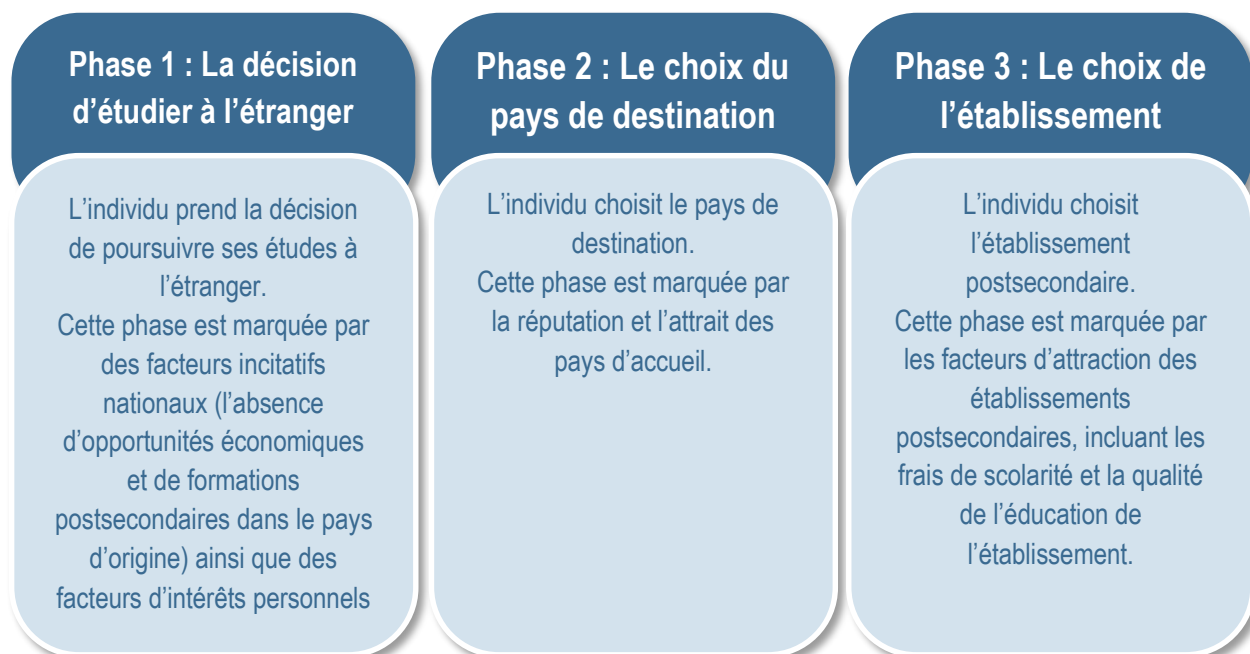 Phase 1 : La décision
d’étudier à l’étranger
L’individu prend la décision
de poursuivre ses études à
l’étranger.
Cette phase est marquée par
des facteurs incitatifs
nationaux (l’absence
d’opportunités économiques
et de formations
postsecondaires dans le pays
d’origine) ainsi que des
facteurs d’intérêts personnels
Phase 2 : Le choix du
pays de destination
L’individu choisit le pays de
destination.
Cette phase est marquée par
la réputation et l’attrait des
pays d’accueil.
Phase 3 : Le choix de
l’établissement
L’individu choisit
l’établissement
postsecondaire.
Cette phase est marquée par
les facteurs d’attraction des
établissements
postsecondaires, incluant les
frais de scolarité et la qualité
de l’éducation de
l’établissement.